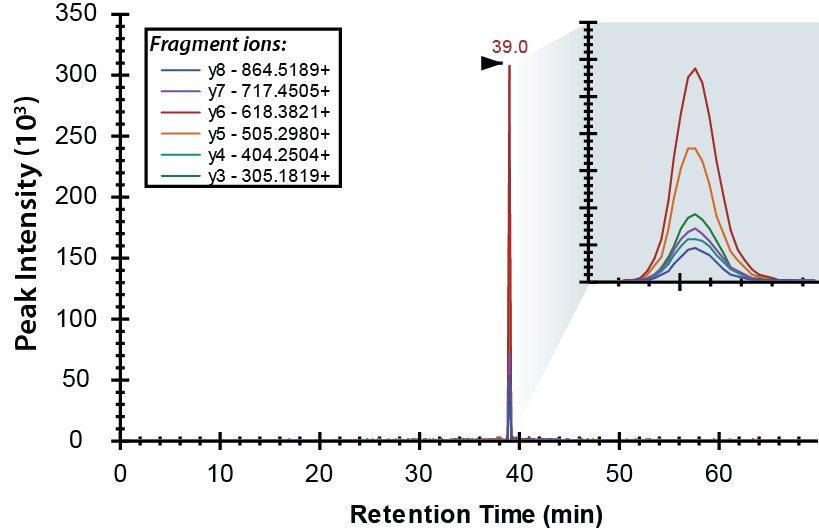 350
300
250
200
150
100
50
0
Peak Intensity (10³)
Fragment ions:
y8 - 864.5189+
y7 - 717.4505+
y6 - 618.3821+
y5 - 505.2980+
y4 - 404.2504+
y3 - 305.1819+
39.0
0 10 20 30 40 50 60
Retention Time (min)